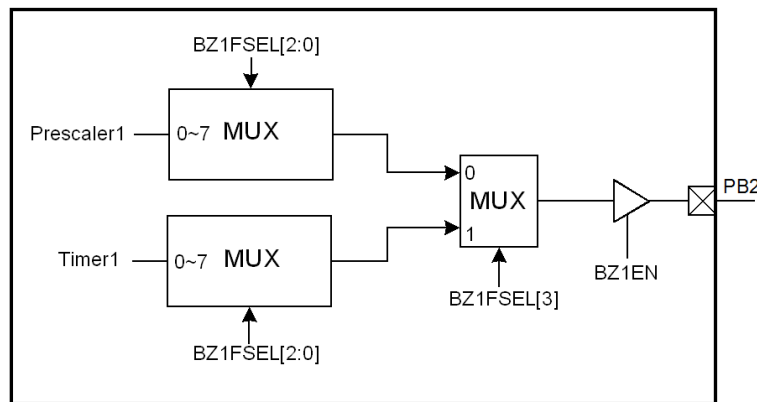 BZ1FSEL[2:0]
Prescaler1
0~7 MUX
0
MUX
1
PB2
Timer1
0~7 MUX
BZ1EN
BZ1FSEL[3]
BZ1FSEL[2:0]